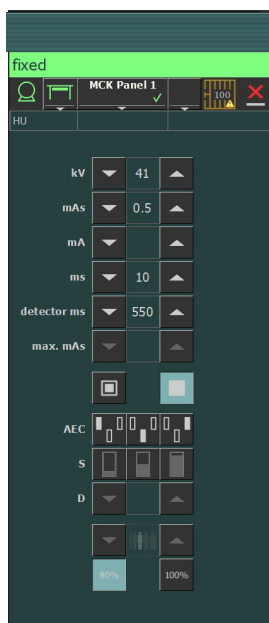 fixed
MCK Panel 1
100
HU
kV 41
mAs 0.5
mA
ms 10
detector ms 550
max. mAs
AEC
S
D
80% 100%